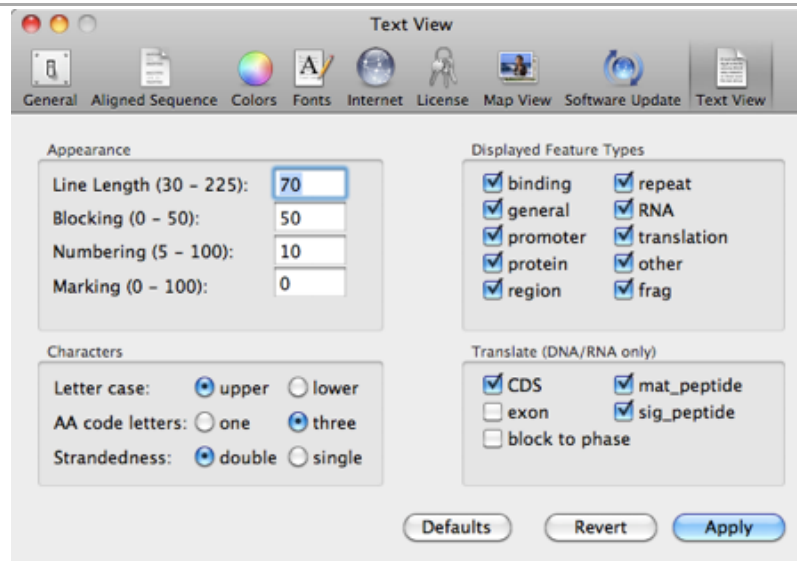 Text View
General Aligned Sequence Colors Fonts Internet License Map View Software Update Text View
Appearance
Line Length (30 – 225): 70
Blocking (0 – 50): 50
Numbering (5 – 100): 10
Marking (0 – 100): 0
Displayed Feature Types
binding repeat
general RNA
promoter translation
protein other
region frag
Characters
Letter case: upper lower
AA code letters: one three
Strandedness: double single
Translate (DNA/RNA only)
CDS mat_peptide
exon sig_peptide
block to phase
Defaults Revert Apply